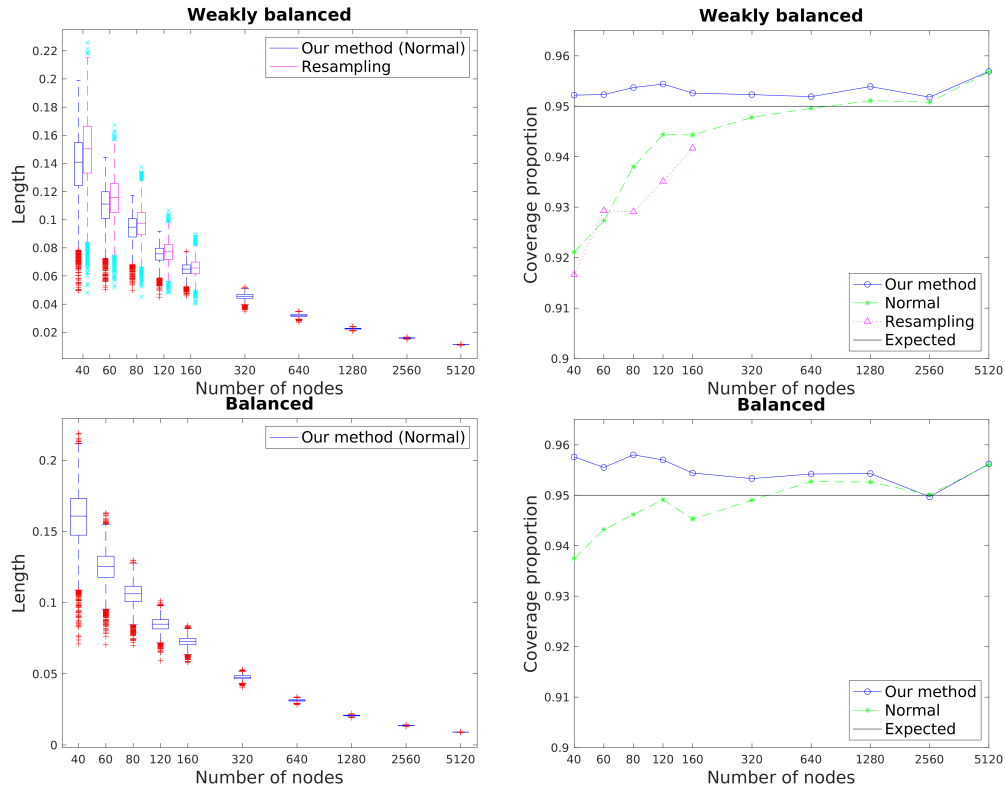 Weakly balanced
Length
0.22
0.2
0.18
0.16
0.14
0.12
0.1
0.08
0.06
0.04
0.02
Our method (Normal)
Resampling
40 60 80 120 160 320 640 1280 2560 5120
Number of nodes
Weakly balanced
Coverage proportion
0.96
0.95
0.94
0.93
0.92
0.91
0.9
Our method
Normal
Resampling
Expected
40 60 80 120 160 320 640 1280 2560 5120
Number of nodes
Balanced
Length
0.2
0.15
0.1
0.05
0
Our method (Normal)
40 60 80 120 160 320 640 1280 2560 5120
Number of nodes
Balanced
Coverage proportion
0.96
0.95
0.94
0.93
0.92
0.91
0.9
Our method
Normal
Expected
40 60 80 120 160 320 640 1280 2560 5120
Number of nodes